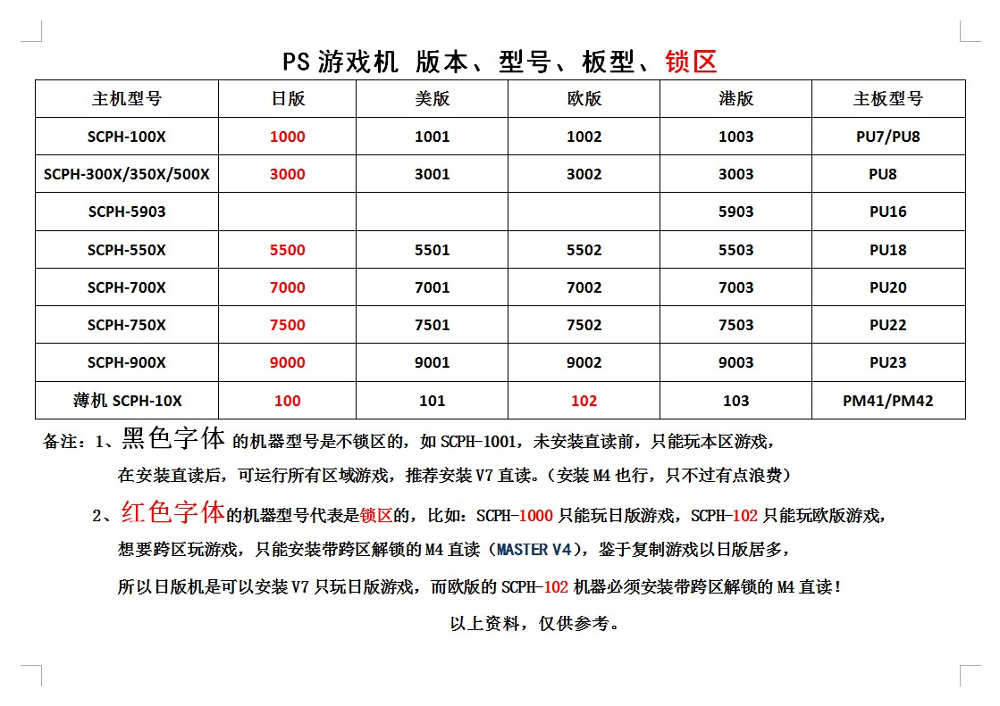 PS 游戏机 版本、型号、板型、锁区
主机型号 日版 美版 欧版 港版 主板型号
SCPH-100X 1000 1001 1002 1003 PU7/PU8
SCPH-300X/350X/500X 3000 3001 3002 3003 PU8
SCPH-5903 5903 PU16
SCPH-550X 5500 5501 5502 5503 PU18
SCPH-700X 7000 7001 7002 7003 PU20
SCPH-750X 7500 7501 7502 7503 PU22
SCPH-900X 9000 9001 9002 9003 PU23
薄机 SCPH-10X 100 101 102 103 PM41/PM42
备注：1、黑色字体 的机器型号是不锁区的，如 SCPH-1001，未安装直读前，只能玩本区游戏，
在安装直读后，可运行所有区域游戏，推荐安装 V7 直读。（安装 M4 也行，只不过有点浪费）
2、红色字体的机器型号代表是锁区的，比如：SCPH-1000 只能玩日版游戏，SCPH-102 只能玩欧版游戏，
想要跨区玩游戏，只能安装带跨区解锁的 M4 直读（MASTER V4），鉴于复制游戏以日版居多，
所以日版机是可以安装 V7 只玩日版游戏，而欧版的 SCPH-102 机器必须安装带跨区解锁的 M4 直读！
以上资料，仅供参考。